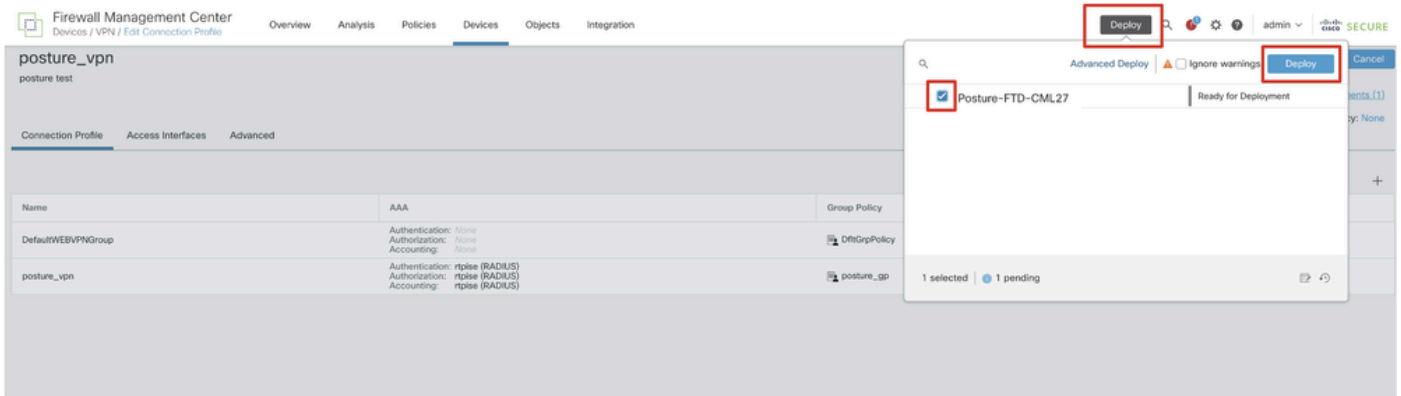 Firewall Management Center
Devices / VPN / Edit Connection Profile
Overview Analysis Policies Devices Objects Integration
Deploy
admin
cisco SECURE
posture_vpn
posture test
Cancel
Advanced Deploy Ignore warnings Deploy
Posture-FTD-CML27 Ready for Deployment
ents (1)
cy: None
Connection Profile Access Interfaces Advanced
Name AAA Group Policy
DefaultWEBVPNGroup
Authentication: None
Authorization: None
Accounting: None
DfltGrpPolicy
posture_vpn
Authentication: rtpise (RADIUS)
Authorization: rtpise (RADIUS)
Accounting: rtpise (RADIUS)
posture_gp
1 selected 1 pending